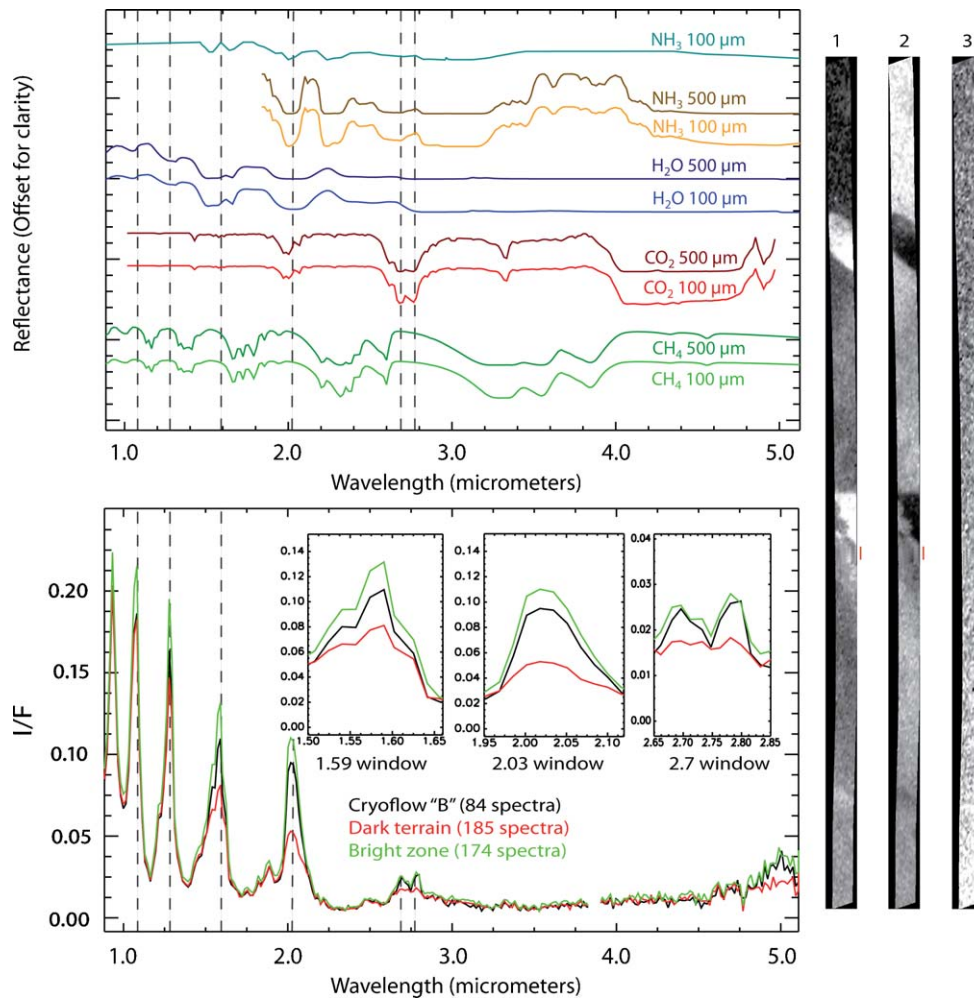 Reflectance (Offset for clarity)
NH₃ 100 µm
NH₃ 500 µm
NH₃ 100 µm
H₂O 500 µm
H₂O 100 µm
CO₂ 500 µm
CO₂ 100 µm
CH₄ 500 µm
CH₄ 100 µm
1.0 2.0 3.0 4.0 5.0
Wavelength (micrometers)
1 2 3
I/F
0.20
0.15
0.10
0.05
0.00
0.14
0.12
0.10
0.08
0.06
0.04
0.02
0.00
1.50 1.55 1.60 1.65
1.59 window
0.14
0.12
0.10
0.08
0.06
0.04
0.02
0.00
1.95 2.00 2.05 2.10
2.03 window
0.04
0.03
0.02
0.01
0.00
2.65 2.70 2.75 2.80 2.85
2.7 window
Cryoflow “B” (84 spectra)
Dark terrain (185 spectra)
Bright zone (174 spectra)
1.0 2.0 3.0 4.0 5.0
Wavelength (micrometers)